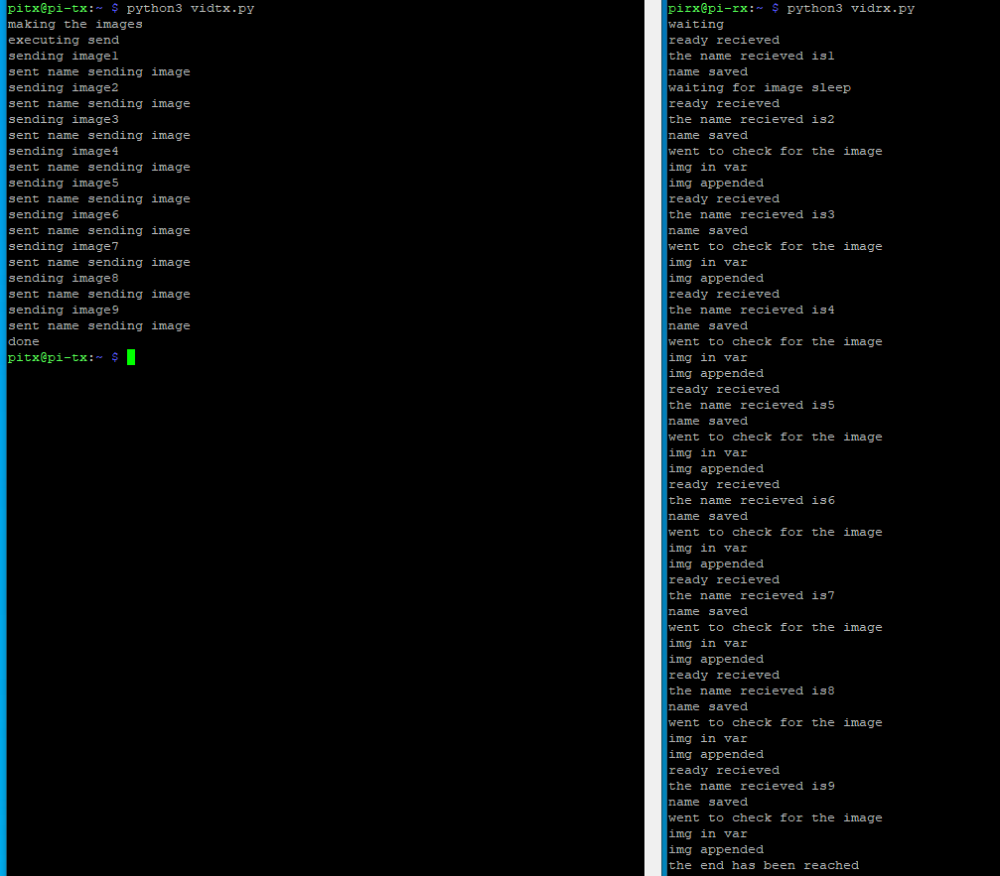 pitx@pi-tx:~ $ python3 vidtx.py
making the images
executing send
sending image1
sent name sending image
sending image2
sent name sending image
sending image3
sent name sending image
sending image4
sent name sending image
sending image5
sent name sending image
sending image6
sent name sending image
sending image7
sent name sending image
sending image8
sent name sending image
sending image9
sent name sending image
done
pitx@pi-tx:~ $
pirx@pi-rx:~ $ python3 vidrx.py
waiting
ready recieved
the name recieved is1
name saved
waiting for image sleep
ready recieved
the name recieved is2
name saved
went to check for the image
img in var
img appended
ready recieved
the name recieved is3
name saved
went to check for the image
img in var
img appended
ready recieved
the name recieved is4
name saved
went to check for the image
img in var
img appended
ready recieved
the name recieved is5
name saved
went to check for the image
img in var
img appended
ready recieved
the name recieved is6
name saved
went to check for the image
img in var
img appended
ready recieved
the name recieved is7
name saved
went to check for the image
img in var
img appended
ready recieved
the name recieved is8
name saved
went to check for the image
img in var
img appended
ready recieved
the name recieved is9
name saved
went to check for the image
img in var
img appended
the end has been reached